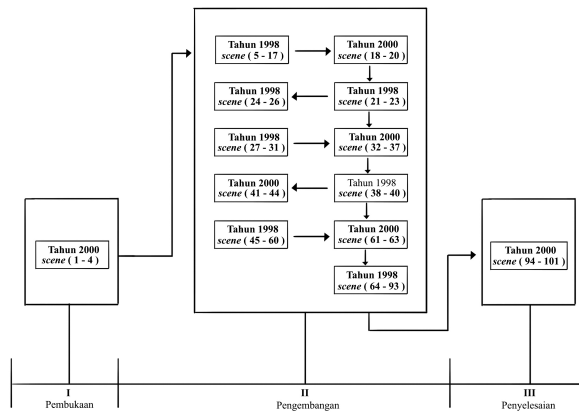 Tahun 1998
scene ( 5 - 17 )
Tahun 2000
scene ( 18 - 20 )
Tahun 1998
scene ( 24 - 26 )
Tahun 1998
scene ( 21 - 23 )
Tahun 1998
scene ( 27 - 31 )
Tahun 2000
scene ( 32 - 37 )
Tahun 2000
scene ( 41 - 44 )
Tahun 1998
scene ( 38 - 40 )
Tahun 1998
scene ( 45 - 60 )
Tahun 2000
scene ( 61 - 63 )
Tahun 1998
scene ( 64 - 93 )
Tahun 2000
scene ( 1 - 4 )
Tahun 2000
scene ( 94 - 101 )
I
Pembukaan
II
Pengembangan
III
Penyelesaian